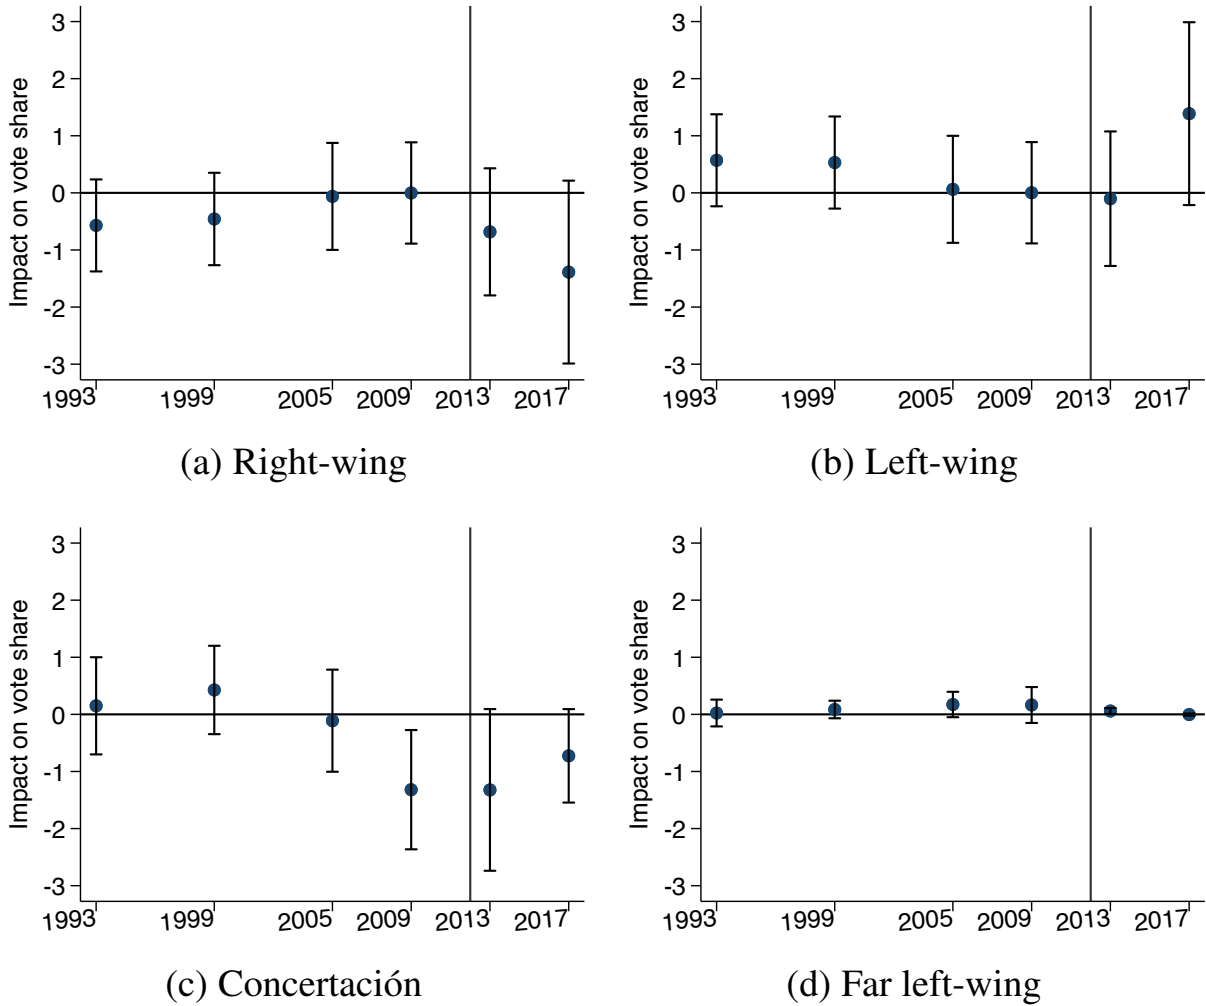 Impact on vote share
3
2
1
0
-1
-2
-3
1993 1999 2005 2009 2013 2017
(a) Right-wing
Impact on vote share
3
2
1
0
-1
-2
-3
1993 1999 2005 2009 2013 2017
(b) Left-wing
Impact on vote share
3
2
1
0
-1
-2
-3
1993 1999 2005 2009 2013 2017
(c) Concertación
Impact on vote share
3
2
1
0
-1
-2
-3
1993 1999 2005 2009 2013 2017
(d) Far left-wing